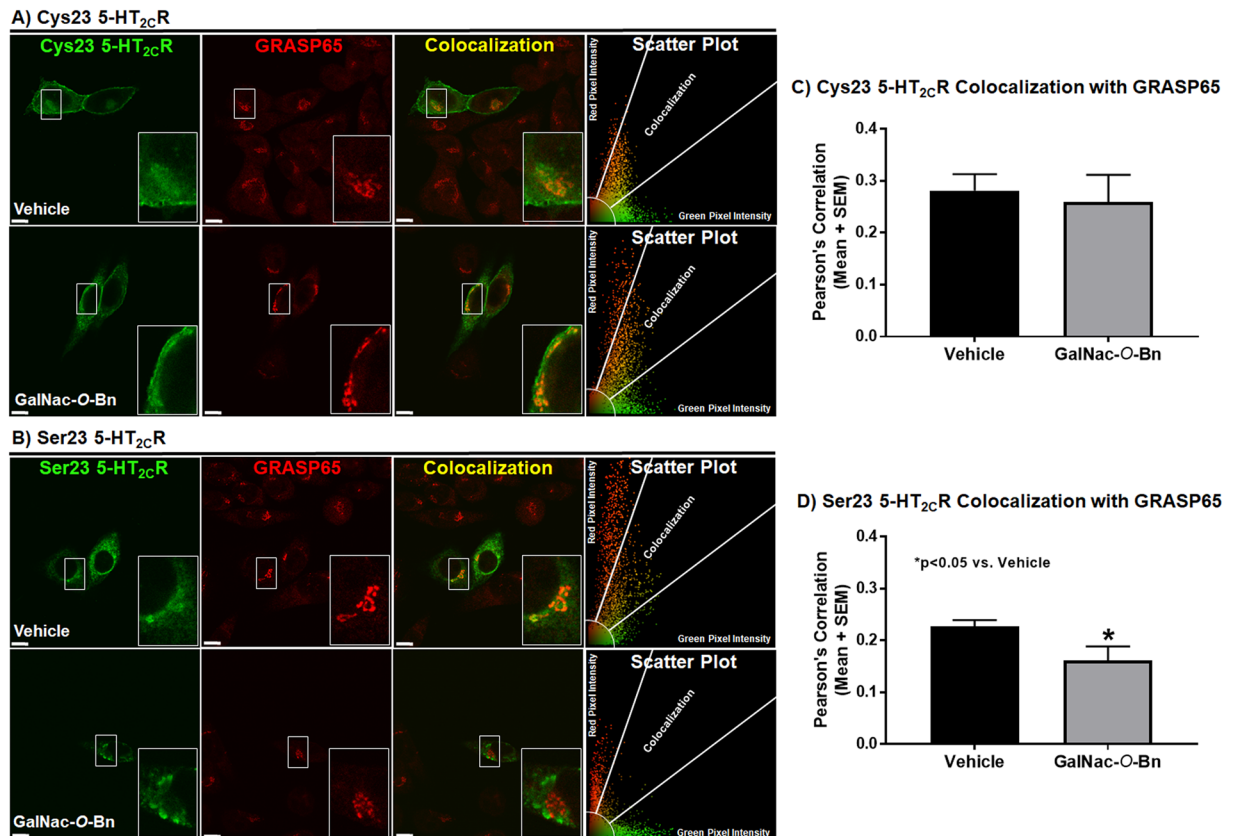 A) Cys23 5-HT2CR
Cys23 5-HT2CR
GRASP65
Colocalization
Scatter Plot
Red Pixel Intensity
Colocalization
Green Pixel Intensity
Vehicle
Scatter Plot
Red Pixel Intensity
Colocalization
Green Pixel Intensity
GalNac-O-Bn
B) Ser23 5-HT2CR
Ser23 5-HT2CR
GRASP65
Colocalization
Scatter Plot
Red Pixel Intensity
Colocalization
Green Pixel Intensity
Vehicle
Scatter Plot
Red Pixel Intensity
Colocalization
Green Pixel Intensity
GalNac-O-Bn
C) Cys23 5-HT2CR Colocalization with GRASP65
Pearson's Correlation
(Mean + SEM)
0.4
0.3
0.2
0.1
0.0
Vehicle
GalNac-O-Bn
D) Ser23 5-HT2CR Colocalization with GRASP65
Pearson's Correlation
(Mean + SEM)
0.4
0.3
0.2
0.1
0.0
*p<0.05 vs. Vehicle
*
Vehicle
GalNac-O-Bn